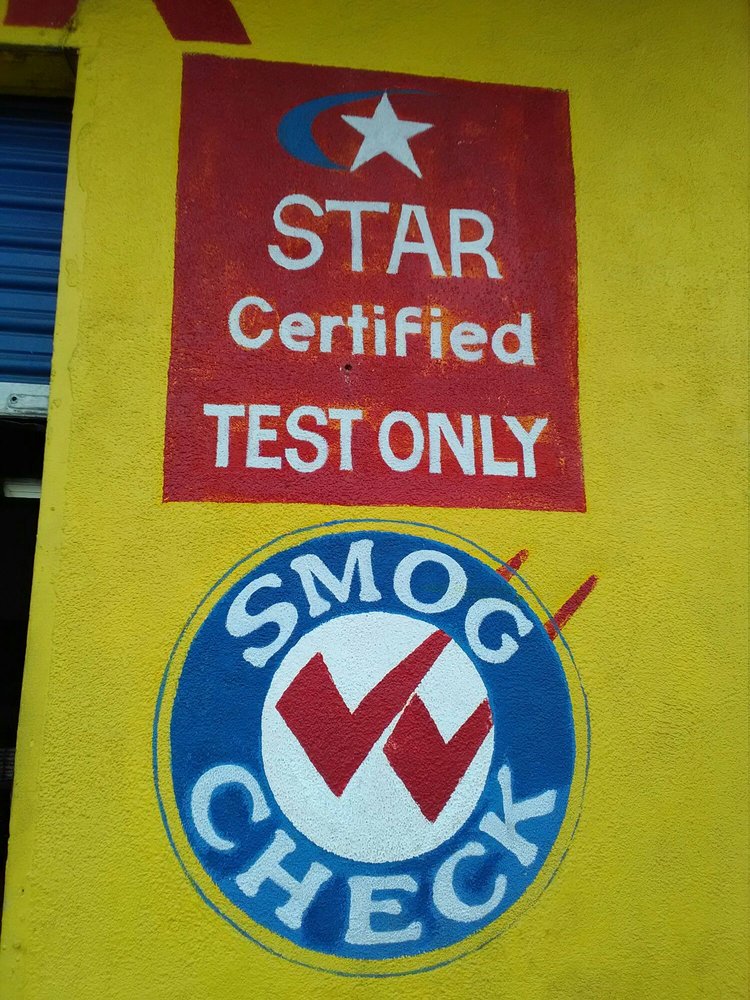 STAR
Certified
TEST ONLY
SMOG
CHECK